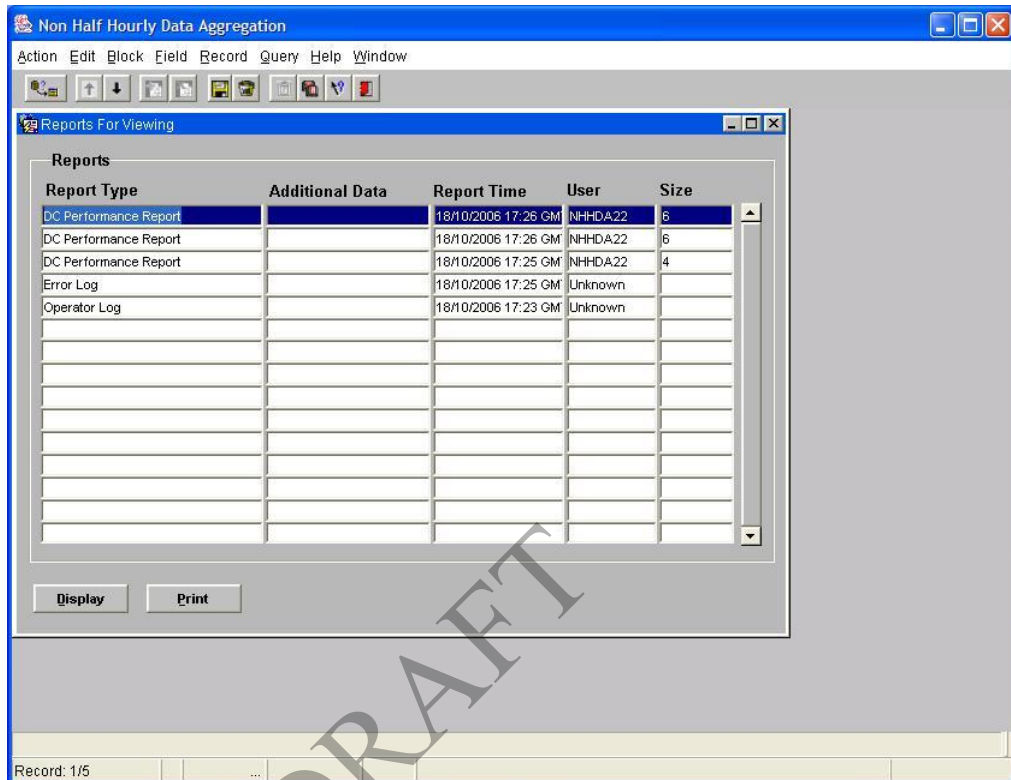 Non Half Hourly Data Aggregation
Action Edit Block Field Record Query Help Window
Reports For Viewing
Reports
Report Type Additional Data Report Time User Size
DC Performance Report 18/10/2006 17:26 GM NHHDA22 6
DC Performance Report 18/10/2006 17:26 GM NHHDA22 6
DC Performance Report 18/10/2006 17:25 GM NHHDA22 4
Error Log 18/10/2006 17:25 GM Unknown
Operator Log 18/10/2006 17:23 GM Unknown
Display Print
DRAFT
Record: 1/5 ...